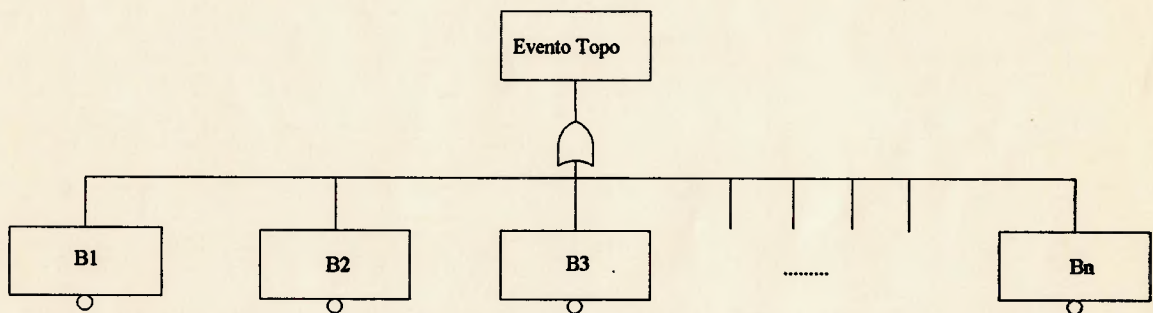 Evento Topo
B1
B2
B3
.........
Bn